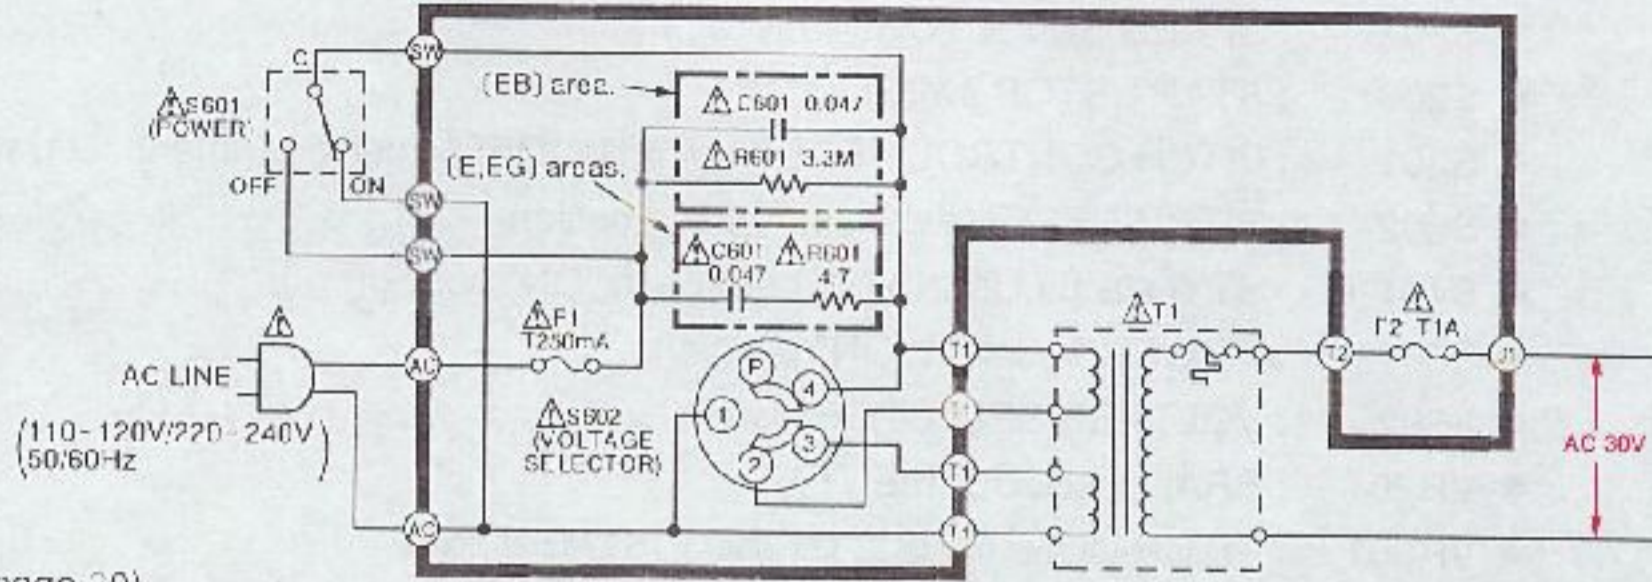 SW
C
(EB) area.
⚠C601 0.047
⚠S601
(POWER)
⚠R601 3.3M
(E,EG) areas.
OFF
ON
SW
SW
⚠C601
0.047
⚠R601
4.7
⚠
⚠F1
T250mA
AC LINE
AC
(110-120V/220-240V
50/60Hz)
⚠S602
(VOLTAGE
SELECTOR)
P
4
1
3
2
T1
T1
T1
T1
⚠T1
T2
⚠
F2 T1A
J1
AC 30V
AC